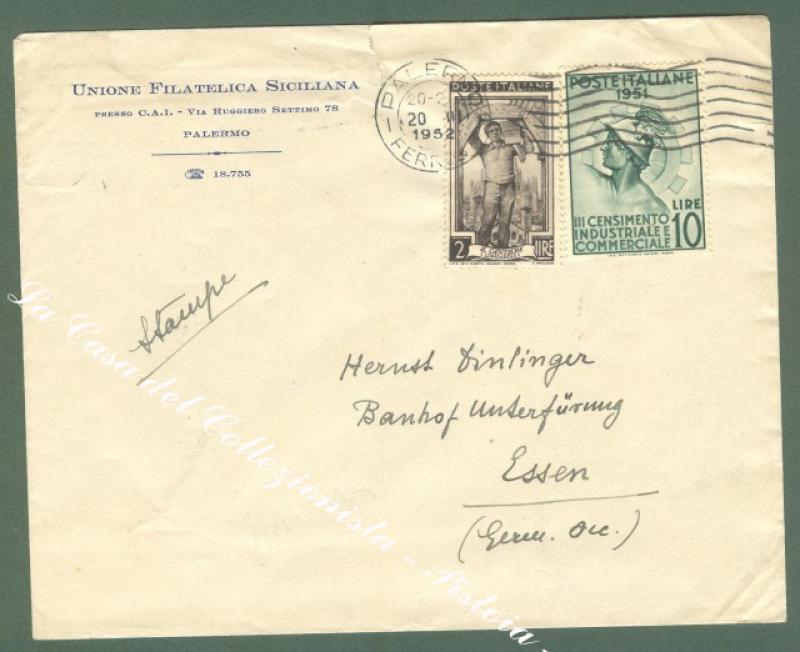 UNIONE FILATELICA SICILIANA
PRESSO C.A.I. - VIA RUGGIERO SETTIMO 78
PALERMO
☎ 18.755
PALERMO
20
1952
FERR
POSTE ITALIANE
2 LIRE
POSTE ITALIANE
1951
LIRE
III CENSIMENTO
INDUSTRIALE E
COMMERCIALE 10
Stampe
Hernst Dinlinger
Banhof Unterfürung
Essen
(Germ. Occ.)
La Casa del Collezionista - Pistoia -